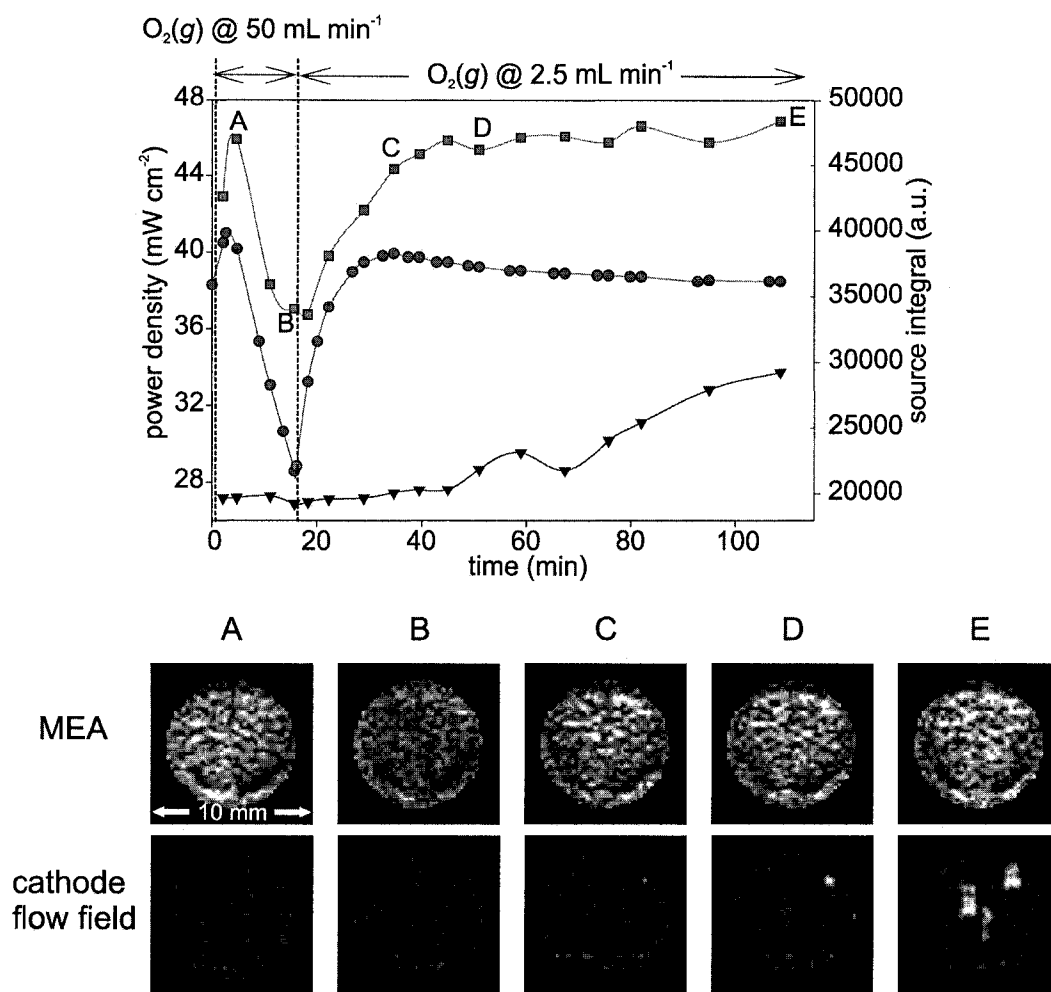 O₂(g) @ 50 mL min⁻¹
O₂(g) @ 2.5 mL min⁻¹
48
44
40
36
32
28
power density (mW cm⁻²)
50000
45000
40000
35000
30000
25000
20000
source integral (a.u.)
A
B
C
D
E
0
20
40
60
80
100
time (min)
A B C D E
MEA
10 mm
cathode
flow field